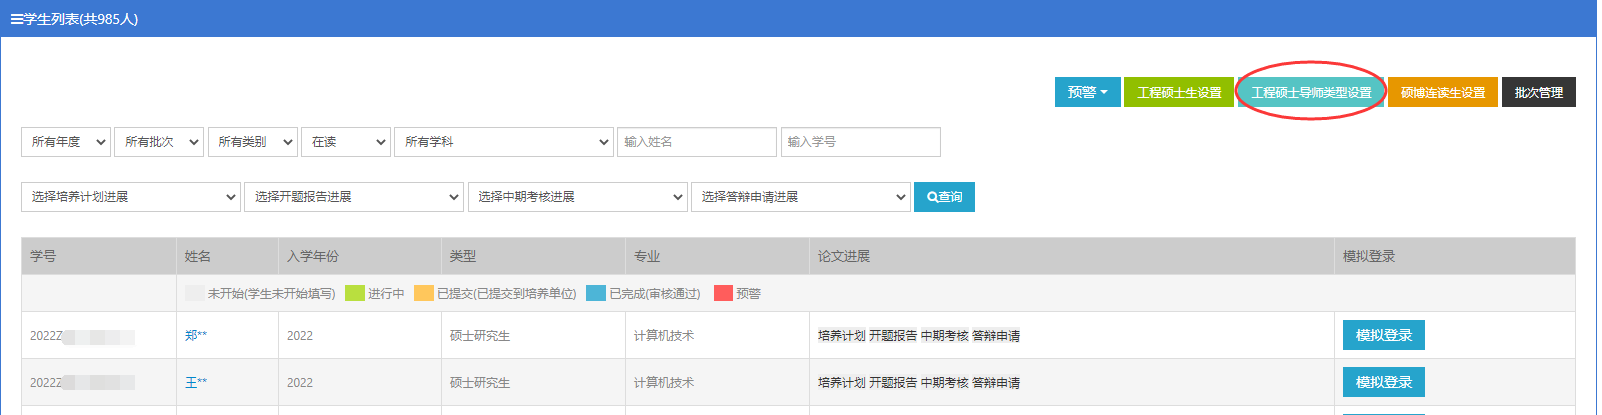 学生列表(共985人)
预警 工程硕士生设置 工程硕士导师类型设置 硕博连读生设置 批次管理
所有年度 所有批次 所有类别 在读 所有学科 输入姓名 输入学号
选择培养计划进展 选择开题报告进展 选择中期考核进展 选择答辩申请进展 查询
学号 姓名 入学年份 类型 专业 论文进展 模拟登录
未开始(学生未开始填写) 进行中 已提交(已提交到培养单位) 已完成(审核通过) 预警
2022Z 郑** 2022 硕士研究生 计算机技术 培养计划 开题报告 中期考核 答辩申请 模拟登录
2022Z 王** 2022 硕士研究生 计算机技术 培养计划 开题报告 中期考核 答辩申请 模拟登录